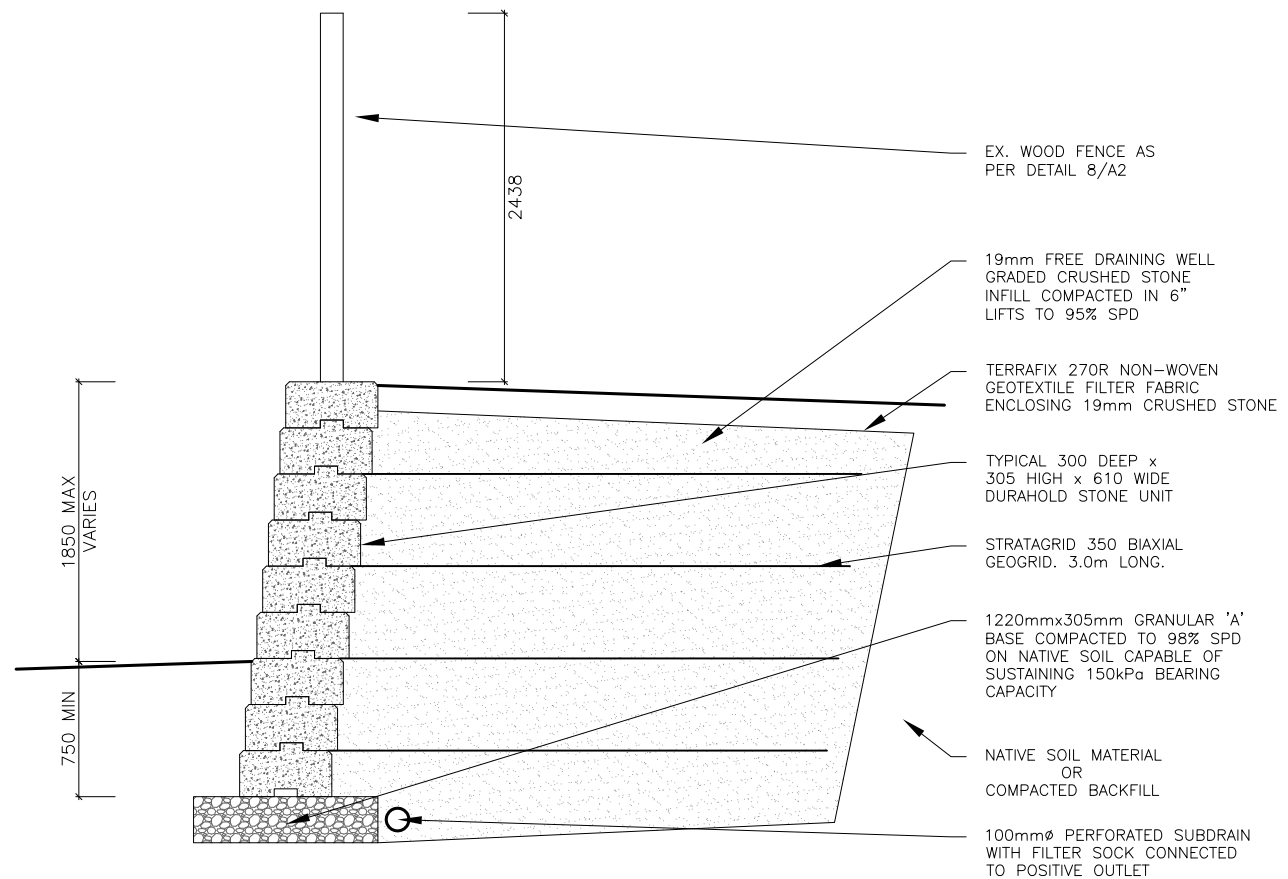 2438
EX. WOOD FENCE AS
PER DETAIL 8/A2
19mm FREE DRAINING WELL
GRADED CRUSHED STONE
INFILL COMPACTED IN 6"
LIFTS TO 95% SPD
TERRAFIX 270R NON-WOVEN
GEOTEXTILE FILTER FABRIC
ENCLOSING 19mm CRUSHED STONE
TYPICAL 300 DEEP x
305 HIGH x 610 WIDE
DURAHOLD STONE UNIT
1850 MAX
VARIES
STRATAGRID 350 BIAXIAL
GEOGRID. 3.0m LONG.
1220mmx305mm GRANULAR 'A'
BASE COMPACTED TO 98% SPD
ON NATIVE SOIL CAPABLE OF
SUSTAINING 150kPa BEARING
CAPACITY
750 MIN
NATIVE SOIL MATERIAL
OR
COMPACTED BACKFILL
100mmø PERFORATED SUBDRAIN
WITH FILTER SOCK CONNECTED
TO POSITIVE OUTLET